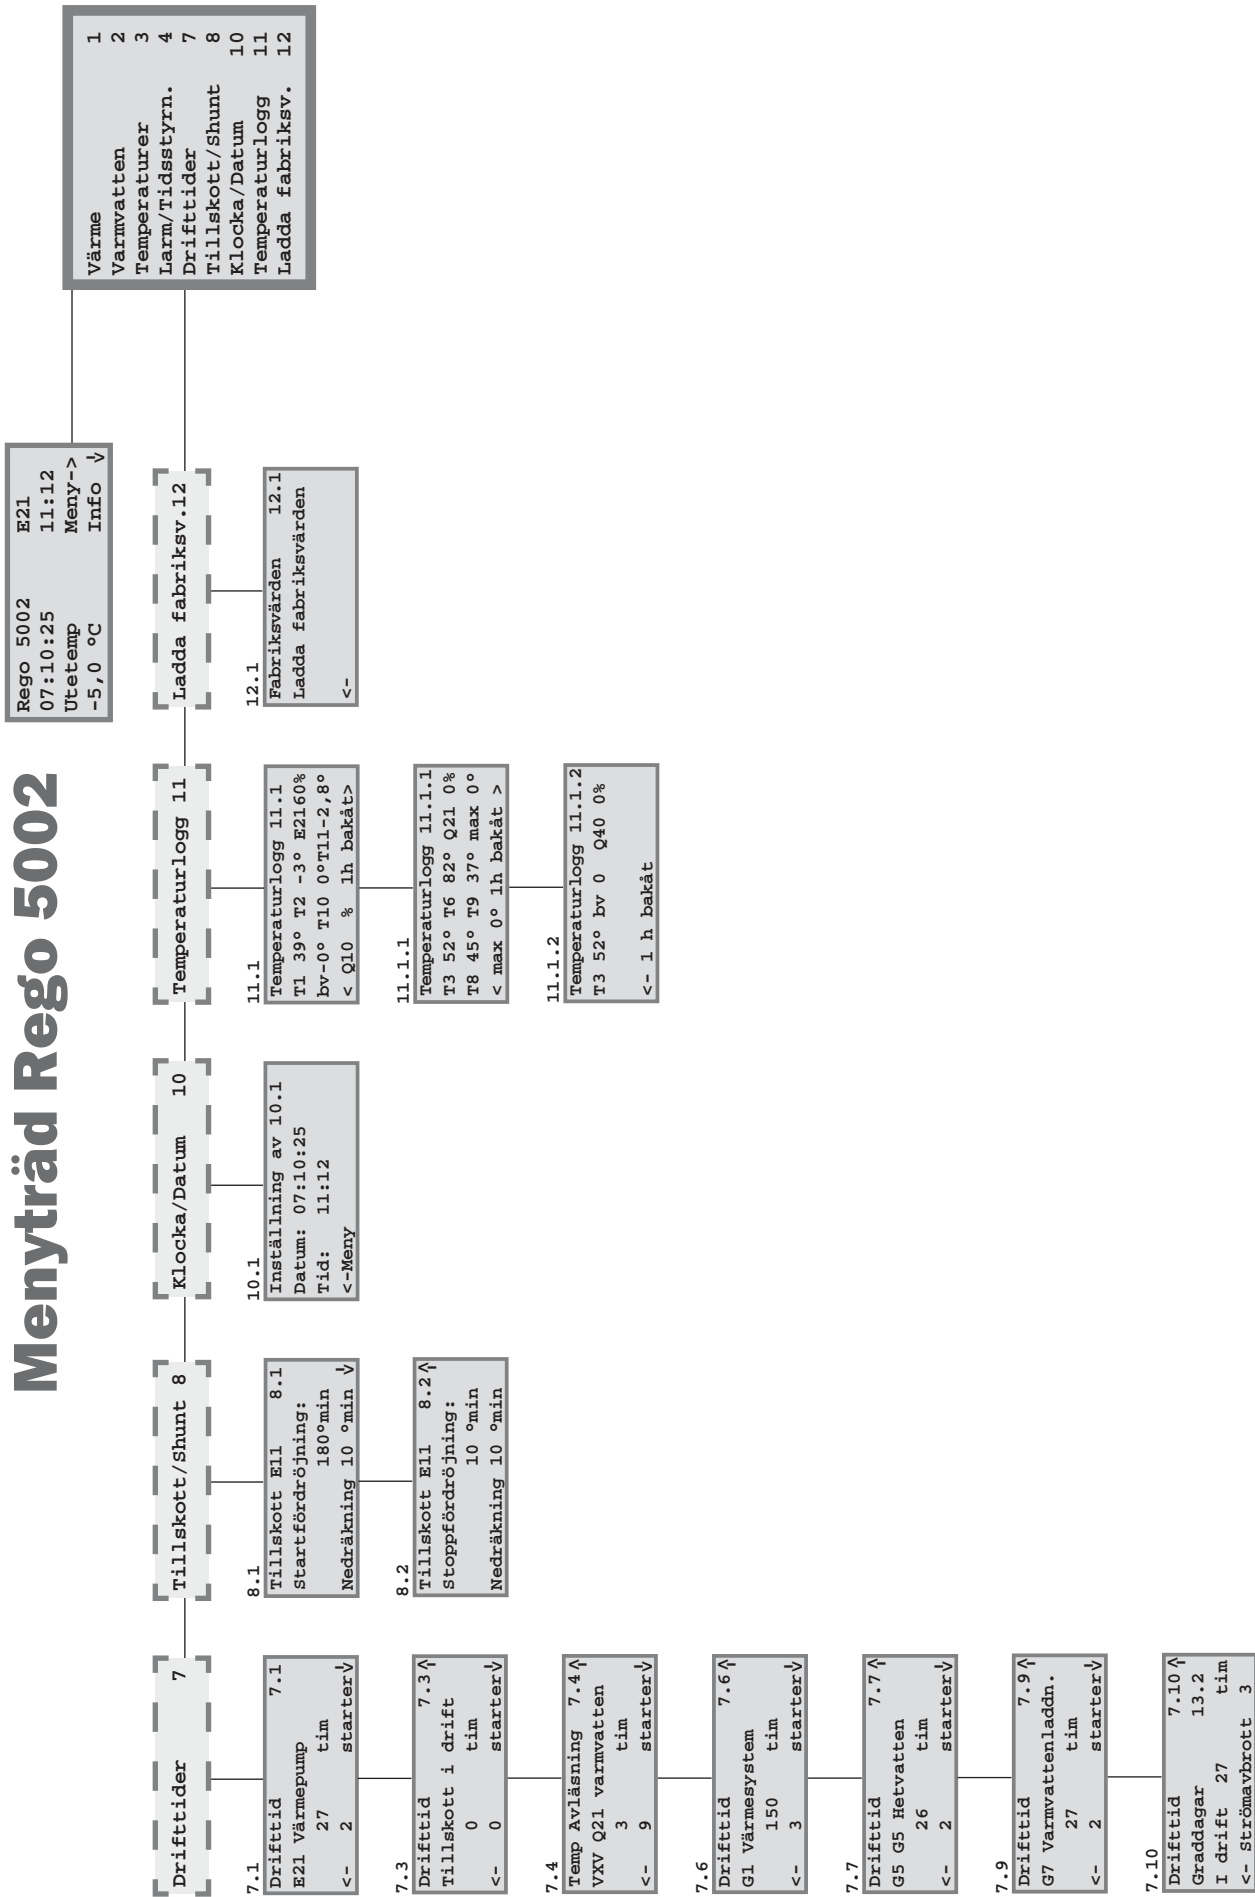 Menyträd Rego 5002
Rego 5002 E21
07:10:25 11:12
Utetemp Meny->
-5,0 °C Info
Värme 1
Varmvatten 2
Temperaturer 3
Larm/Tidsstyrn. 4
Drifttider 7
Tillskott/Shunt 8
Klocka/Datum 10
Temperaturlogg 11
Ladda fabriksv. 12
Drifttider 7
7.1
Drifttid 7.1
E21 Värmepump
27 tim
<- 2 starter
7.3
Drifttid 7.3
Tillskott i drift
0 tim
<- 0 starter
7.4
Temp Avläsning 7.4
VXV Q21 varmvatten
3 tim
<- 9 starter
7.6
Drifttid 7.6
G1 Värmesystem
150 tim
<- 3 starter
7.7
Drifttid 7.7
G5 G5 Hetvatten
26 tim
<- 2 starter
7.9
Drifttid 7.9
G7 Varmvattenladdn.
27 tim
<- 2 starter
7.10
Drifttid 7.10
Graddagar 13.2
I drift 27 tim
<- Strömavbrott 3
Tillskott/Shunt 8
8.1
Tillskott E11 8.1
Startfördröjning:
180°min
Nedräkning 10 °min
8.2
Tillskott E11 8.2
Stoppfördröjning:
10 °min
Nedräkning 10 °min
Klocka/Datum 10
10.1
Inställning av 10.1
Datum: 07:10:25
Tid: 11:12
<-Meny
Temperaturlogg 11
11.1
Temperaturlogg 11.1
T1 39° T2 -3° E2160%
bv-0° T10 0°T11-2,8°
< Q10 % 1h bakåt>
11.1.1
Temperaturlogg 11.1.1
T3 52° T6 82° Q21 0%
T8 45° T9 37° max 0°
< max 0° 1h bakåt >
11.1.2
Temperaturlogg 11.1.2
T3 52° bv 0 Q40 0%
<- 1 h bakåt
Ladda fabriksv.12
12.1
Fabriksvärden 12.1
Ladda fabriksvärden
<-